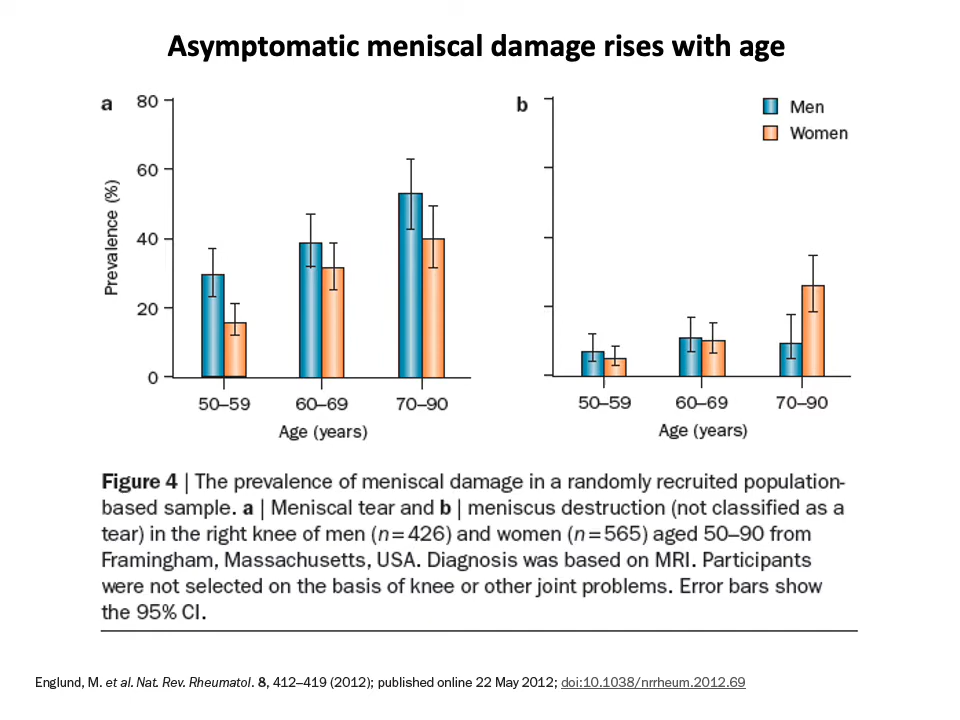 Asymptomatic meniscal damage rises with age
a
80
60
40
20
0
Prevalence (%)
50–59
60–69
70–90
Age (years)
b
Men
Women
50–59
60–69
70–90
Age (years)
Figure 4 | The prevalence of meniscal damage in a randomly recruited population-
based sample. a | Meniscal tear and b | meniscus destruction (not classified as a
tear) in the right knee of men (n = 426) and women (n = 565) aged 50–90 from
Framingham, Massachusetts, USA. Diagnosis was based on MRI. Participants
were not selected on the basis of knee or other joint problems. Error bars show
the 95% CI.
Englund, M. et al. Nat. Rev. Rheumatol. 8, 412–419 (2012); published online 22 May 2012; doi:10.1038/nrrheum.2012.69